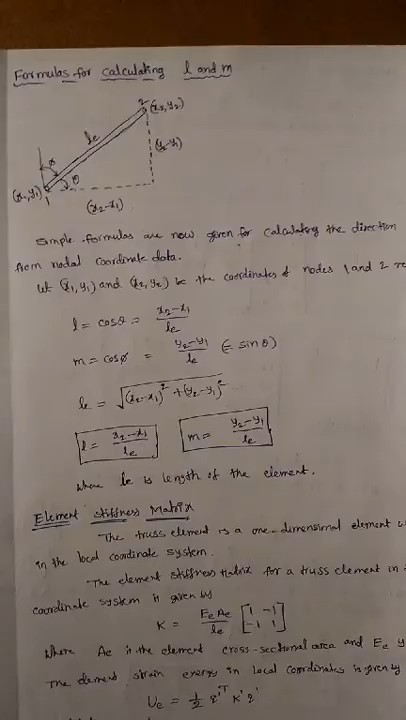 Formulas for calculating l and m
2 (x₂,y₂)
le
(y₂-y₁)
φ
θ
(x₁,y₁)
1
(x₂-x₁)
Simple formulas are now given for calculating the direction
from nodal coordinate data.
Let (x₁,y₁) and (x₂,y₂) be the coordinates of nodes 1 and 2 re
l = cosθ = (x₂-x₁)/le
m = cosφ = (y₂-y₁)/le (= sin θ)
le = √((x₂-x₁)² + (y₂-y₁)²)
l = (x₂-x₁)/le m = (y₂-y₁)/le
Where le is length of the element.
Element stiffness Matrix
The truss element is a one-dimensional element w
in the local coordinate system.
The element stiffness Matrix for a truss element in
coordinate system is given by
K = EeAe/le [1 -1; -1 1]
Where Ae is the element cross-sectional area and Ee y
The element strain energy in local coordinates is given by
Ue = 1/2 q'ᵀ k' q'